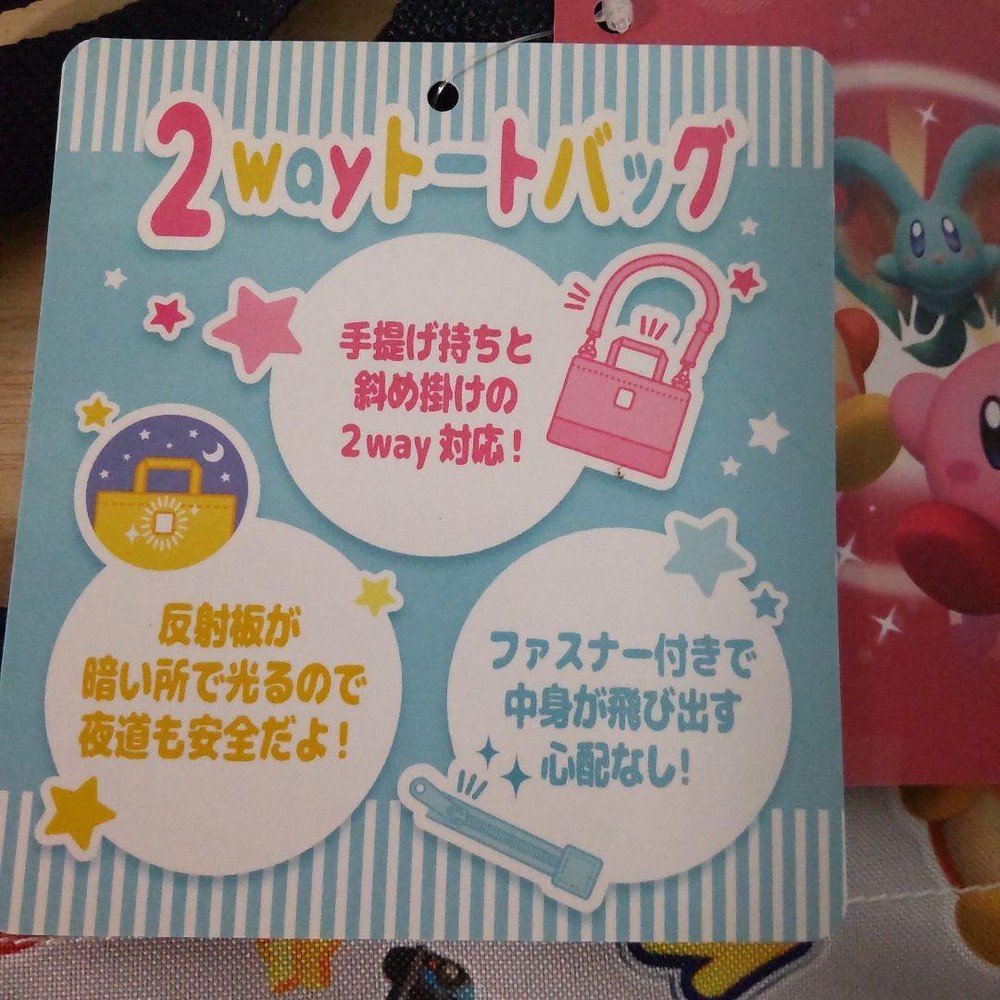 2wayトートバッグ
手提げ持ちと
斜め掛けの
2way対応！
反射板が
暗い所で光るので
夜道も安全だよ！
ファスナー付きで
中身が飛び出す
心配なし！